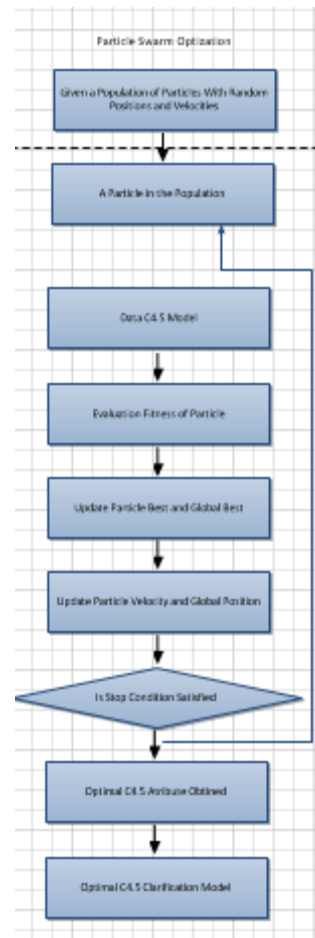 Particle Swarm Optization
Given a Population of Particles With Random
Positions and Velocities
A Particle in the Population
Data C4.5 Model
Evaluation Fitness of Particle
Update Particle Best and Global Best
Update Particle Velocity and Global Position
Is Stop Condition Satisfied
Optimal C4.5 Atribute Obtined
Optimal C4.5 Clarification Model